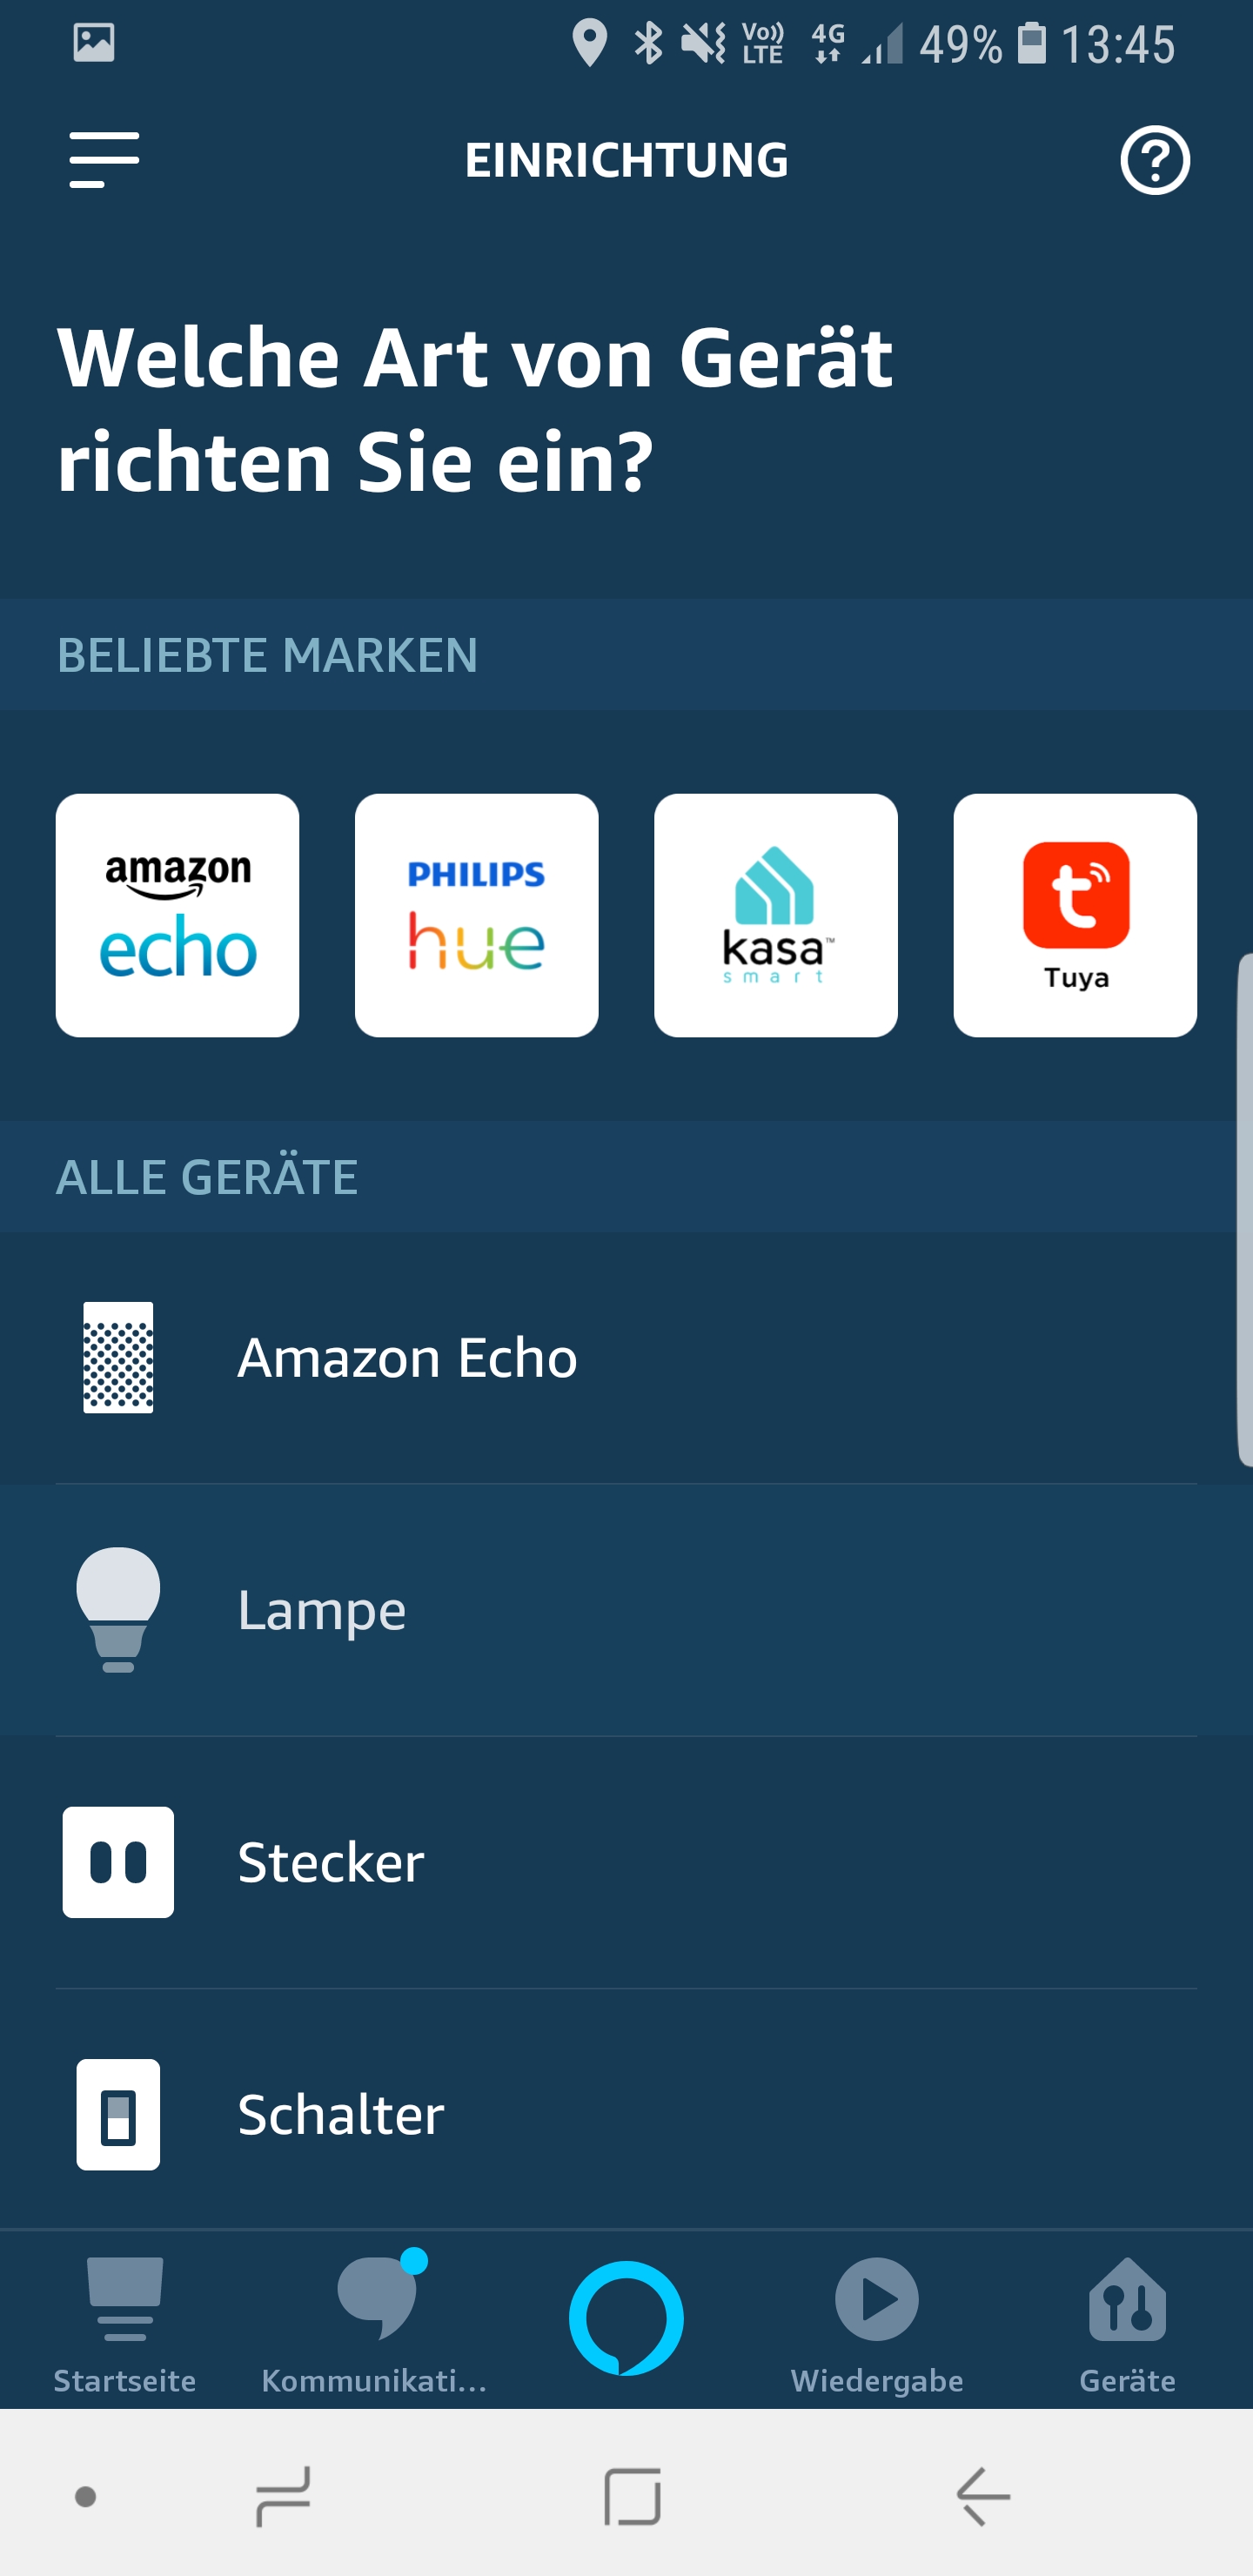 Vo)) LTE 4G 49% 13:45
EINRICHTUNG
Welche Art von Gerät
richten Sie ein?
BELIEBTE MARKEN
amazon
echo
PHILIPS
hue
kasa™
smart
t
Tuya
ALLE GERÄTE
Amazon Echo
Lampe
Stecker
Schalter
Startseite
Kommunikati...
Wiedergabe
Geräte